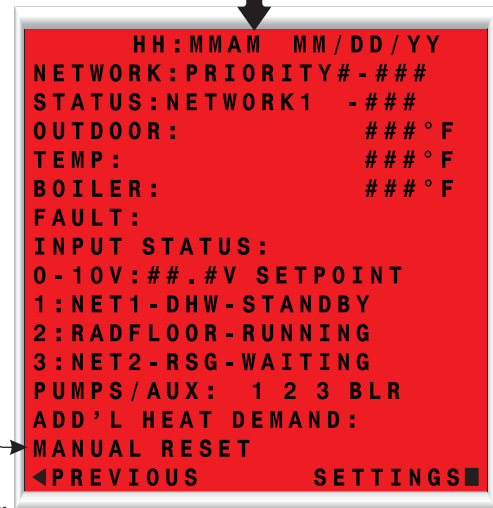 HH:MMAM MM/DD/YY
NETWORK:PRIORITY#-###
STATUS:NETWORK1 -###
OUTDOOR: ###°F
TEMP: ###°F
BOILER: ###°F
FAULT:
INPUT STATUS:
0-10V:##.#V SETPOINT
1:NET1-DHW-STANDBY
2:RADFLOOR-RUNNING
3:NET2-RSG-WAITING
PUMPS/AUX: 1 2 3 BLR
ADD'L HEAT DEMAND:
MANUAL RESET
◀PREVIOUS SETTINGS■